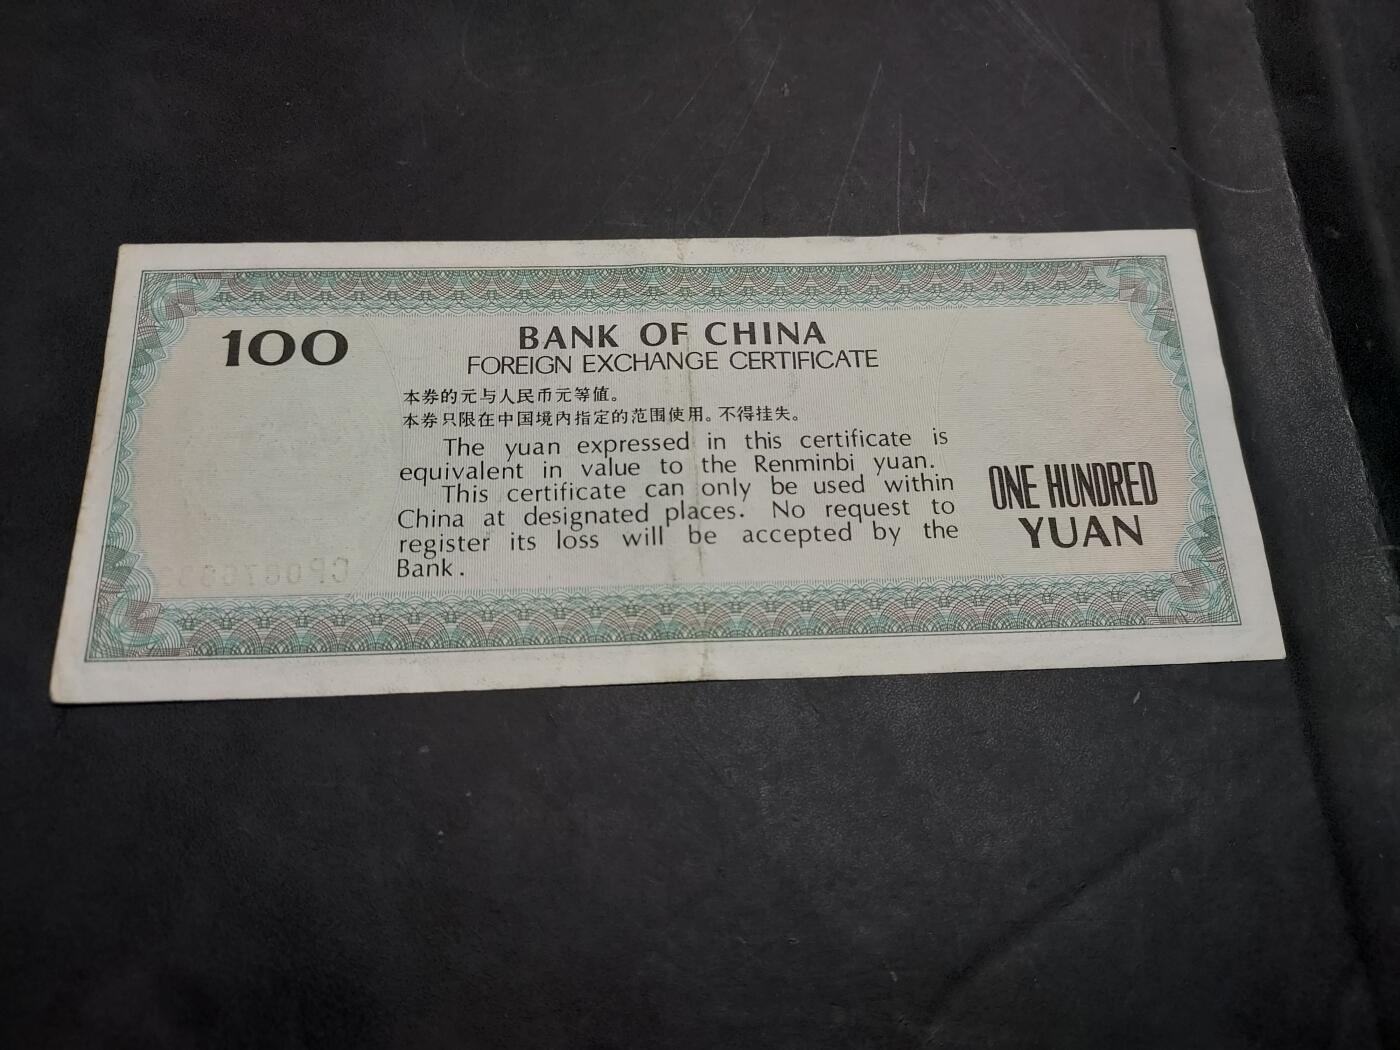 100
BANK OF CHINA
FOREIGN EXCHANGE CERTIFICATE
本券的元与人民币元等值。
本券只限在中国境内指定的范围使用。不得挂失。
The yuan expressed in this certificate is
equivalent in value to the Renminbi yuan.
This certificate can only be used within
China at designated places. No request to
register its loss will be accepted by the
Bank.
ONE HUNDRED
YUAN